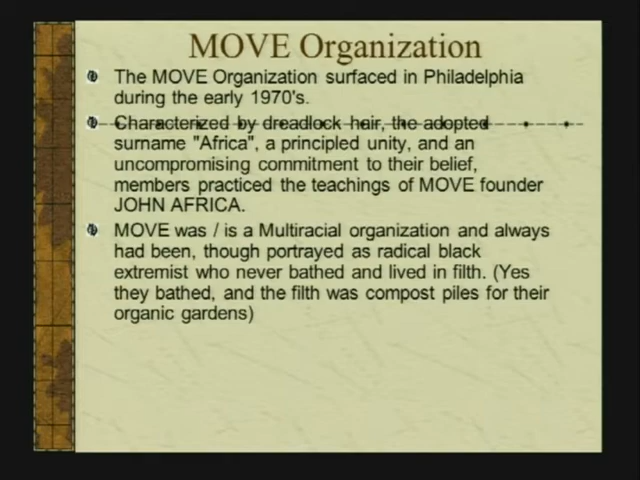 MOVE Organization
The MOVE Organization surfaced in Philadelphia
during the early 1970's.
Characterized by dreadlock hair, the adopted
surname "Africa", a principled unity, and an
uncompromising commitment to their belief,
members practiced the teachings of MOVE founder
JOHN AFRICA.
MOVE was / is a Multiracial organization and always
had been, though portrayed as radical black
extremist who never bathed and lived in filth. (Yes
they bathed, and the filth was compost piles for their
organic gardens)